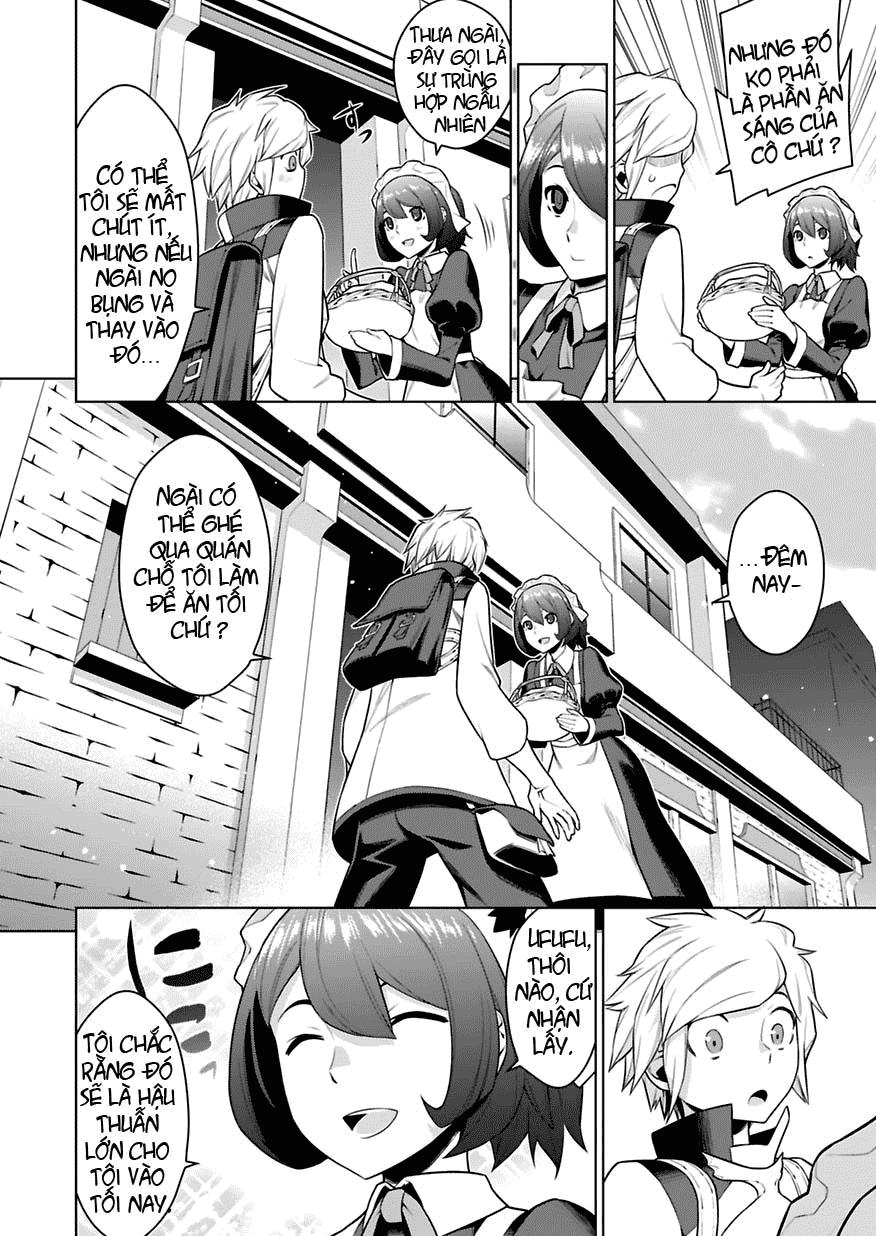 NHƯNG ĐÓ
KO PHẢI
LÀ PHẦN ĂN
SÁNG CỦA
CÔ CHỨ ?
THƯA NGÀI,
ĐÂY GỌI LÀ
SỰ TRÙNG
HỢP NGẪU
NHIÊN
すっ
CÓ THỂ
TÔI SẼ MẤT
CHÚT ÍT,
NHƯNG NẾU
NGÀI NO
BỤNG VÀ
THAY VÀO
ĐÓ...
...ĐÊM
NAY-
NGÀI CÓ
THỂ GHÉ
QUA QUÁN
CHỖ TÔI LÀM
ĐỂ ĂN TỐI
CHỨ ?
UFUFU,
THÔI
NÀO, CỨ
NHẬN
LẤY.
TÔI CHẮC
RẰNG ĐÓ
SẼ LÀ HẬU
THUẪN
LỚN CHO
TÔI VÀO
TỐI NAY.